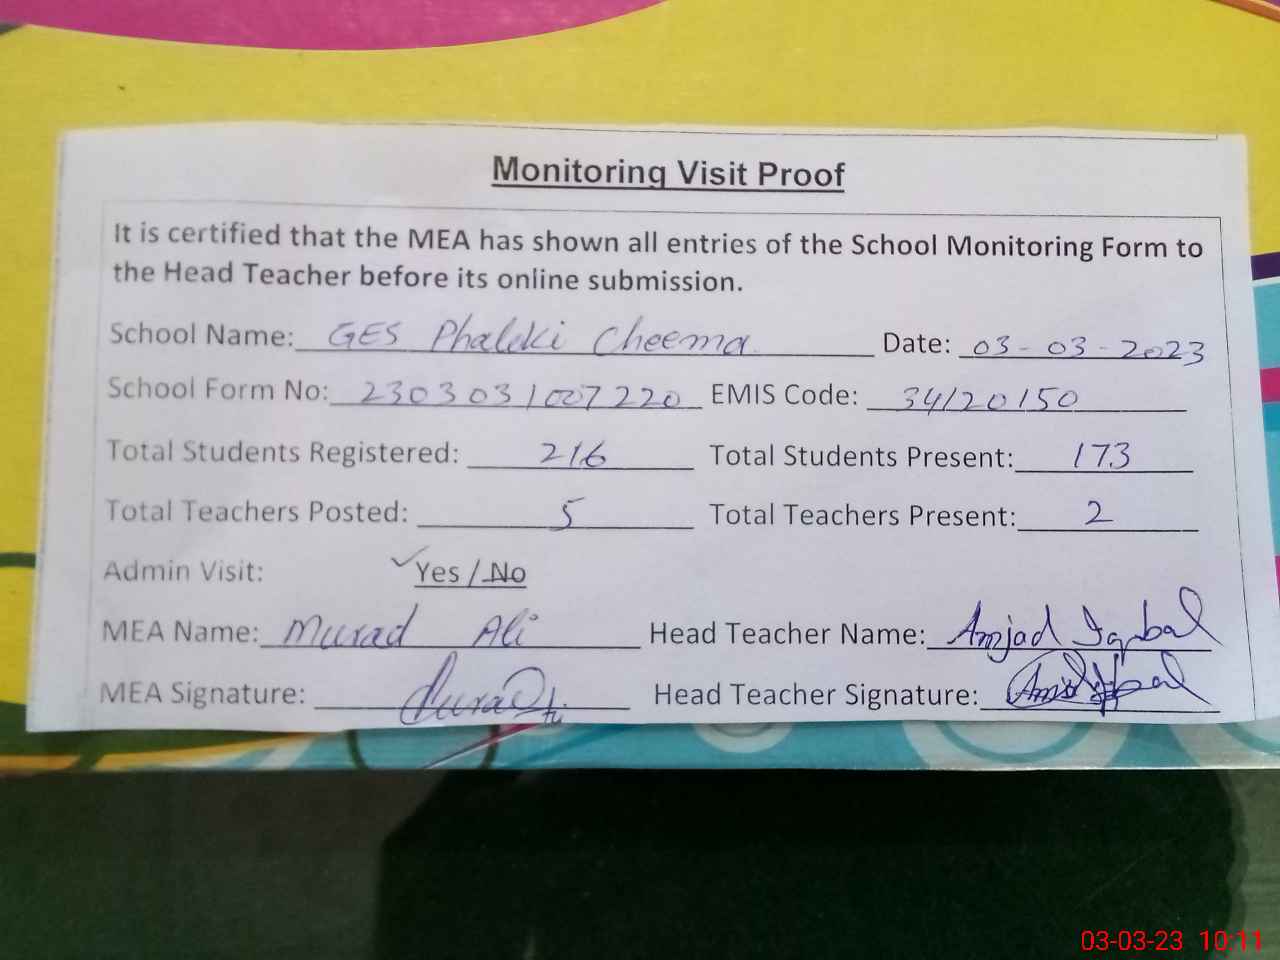 Monitoring Visit Proof
It is certified that the MEA has shown all entries of the School Monitoring Form to
the Head Teacher before its online submission.
School Name: GES Phaleki Cheema Date: 03-03-2023
School Form No: 2303031007220 EMIS Code: 34120150
Total Students Registered: 216 Total Students Present: 173
Total Teachers Posted: 5 Total Teachers Present: 2
Admin Visit: ✓Yes / No
MEA Name: Murad Ali Head Teacher Name: Amjad Iqbal
MEA Signature: Head Teacher Signature:
03-03-23 10:11